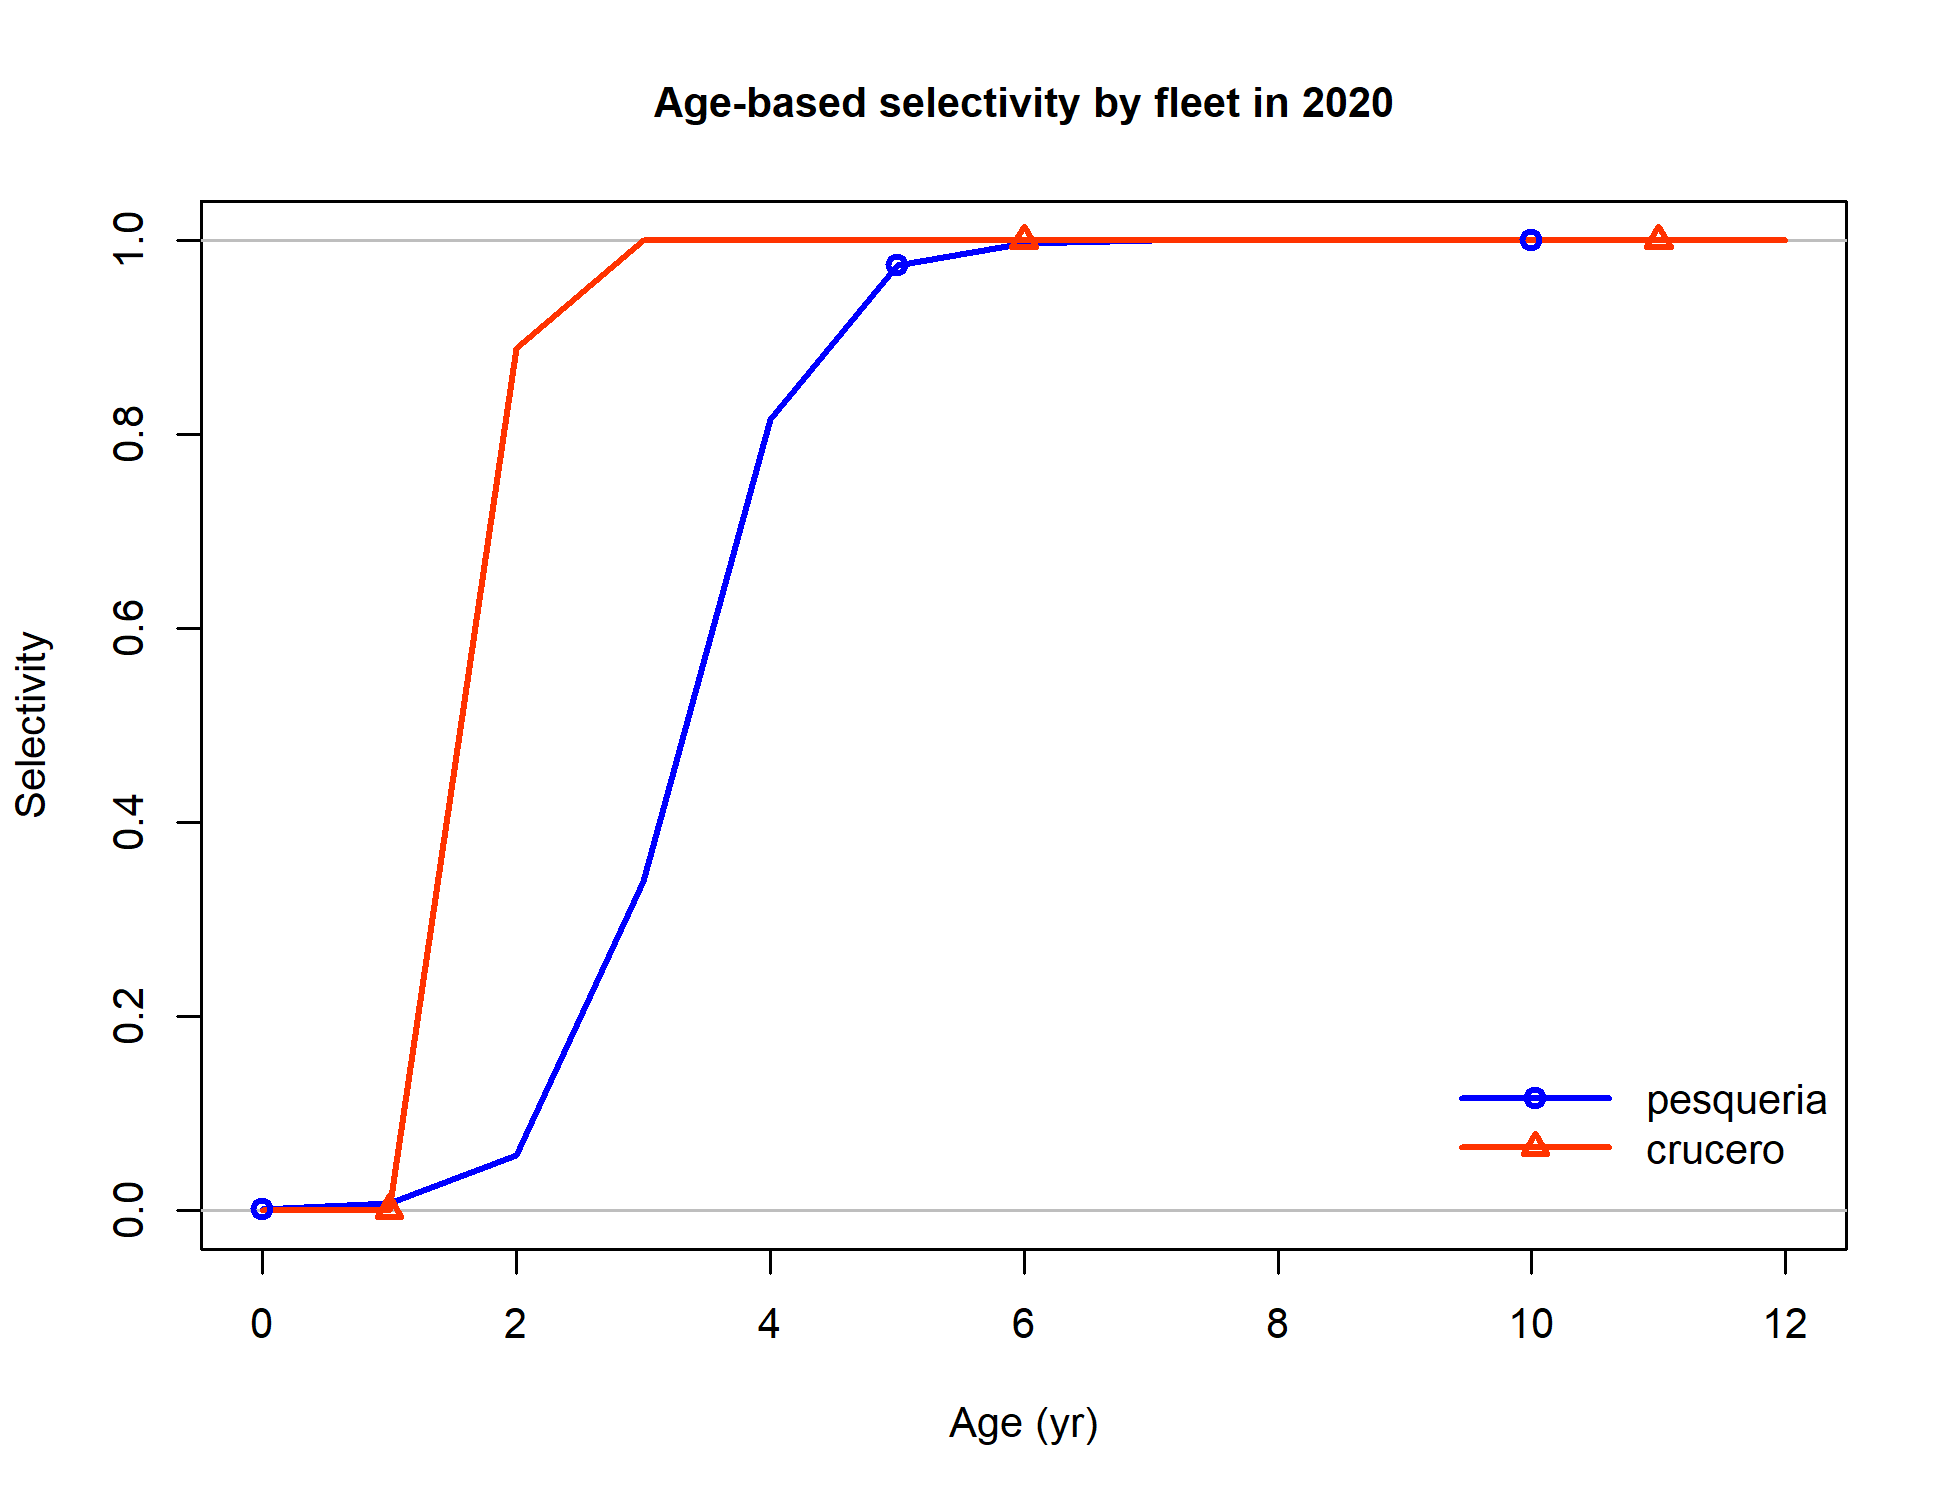 Age-based selectivity by fleet in 2020
Selectivity
1.0
0.8
0.6
0.4
0.2
0.0
pesqueria
crucero
0 2 4 6 8 10 12
Age (yr)